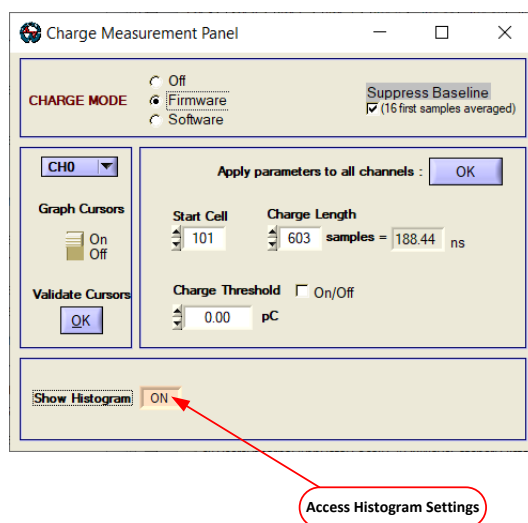 Charge Measurement Panel
CHARGE MODE
Off
Firmware
Software
Suppress Baseline
(16 first samples averaged)
CH0
Graph Cursors
On
Off
Validate Cursors
OK
Apply parameters to all channels : OK
Start Cell Charge Length
101 603 samples = 188.44 ns
Charge Threshold On/Off
0.00 pC
Show Histogram ON
Access Histogram Settings